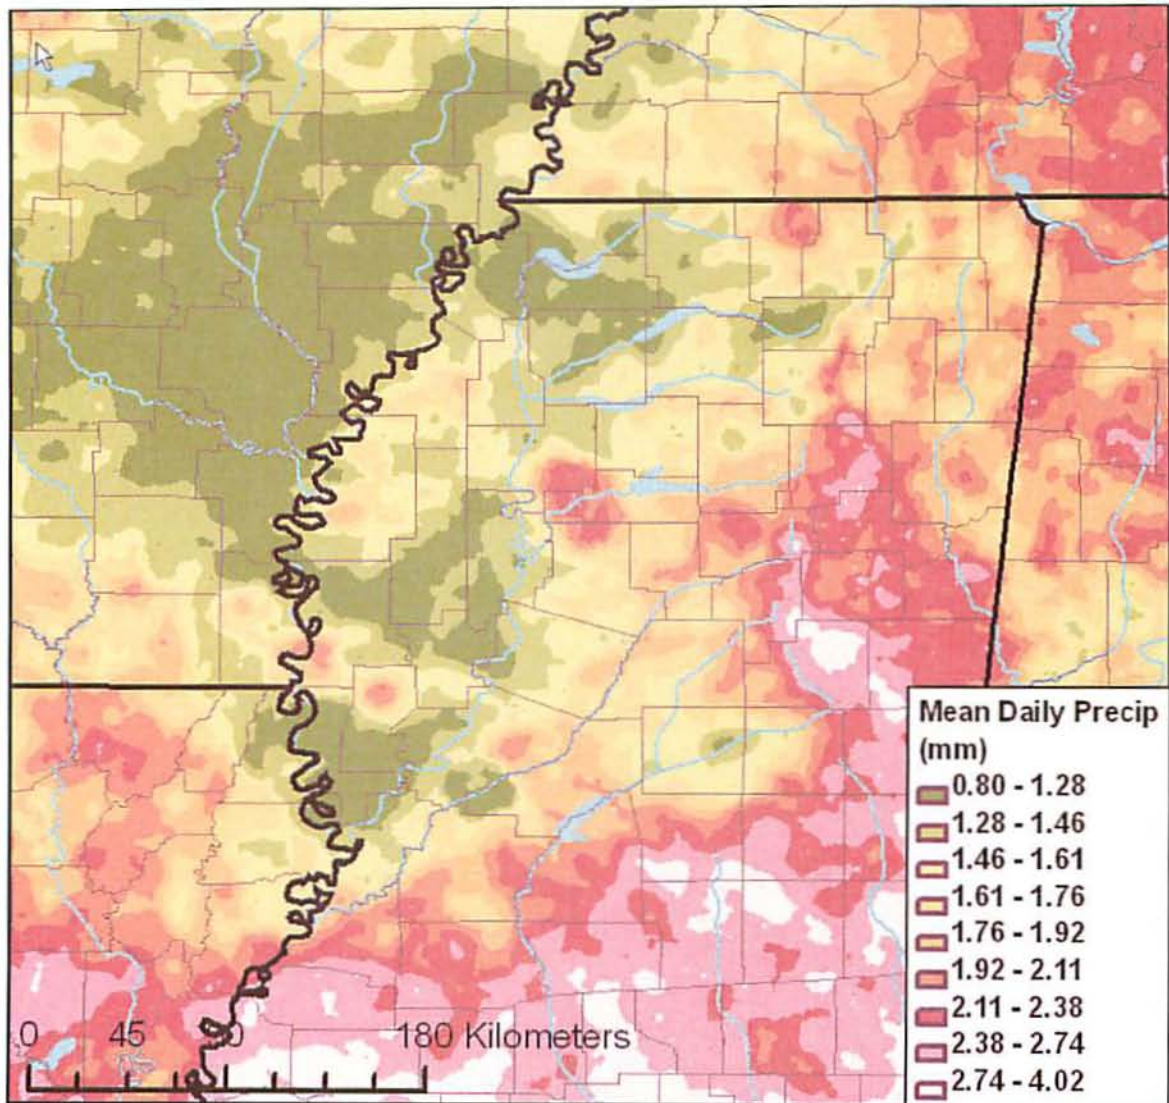 Mean Daily Precip
(mm)
0.80 - 1.28
1.28 - 1.46
1.46 - 1.61
1.61 - 1.76
1.76 - 1.92
1.92 - 2.11
2.11 - 2.38
2.38 - 2.74
2.74 - 4.02
0 45 0 180 Kilometers